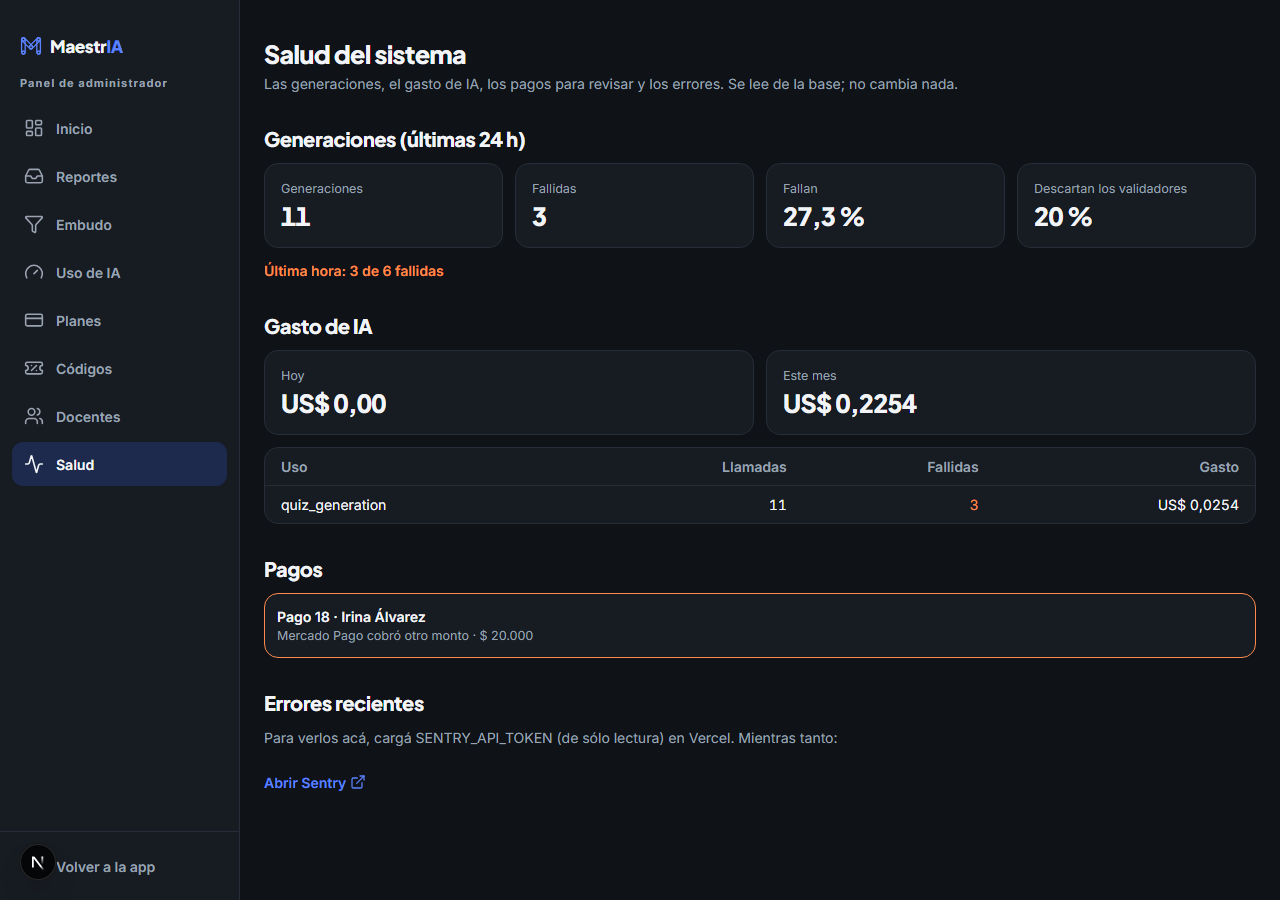 MaestrIA
Panel de administrador
Inicio
Reportes
Embudo
Uso de IA
Planes
Códigos
Docentes
Salud
N
Volver a la app
Salud del sistema
Las generaciones, el gasto de IA, los pagos para revisar y los errores. Se lee de la base; no cambia nada.
Generaciones (últimas 24 h)
Generaciones
11
Fallidas
3
Fallan
27,3 %
Descartan los validadores
20 %
Última hora: 3 de 6 fallidas
Gasto de IA
Hoy
US$ 0,00
Este mes
US$ 0,2254
Uso Llamadas Fallidas Gasto
quiz_generation 11 3 US$ 0,0254
Pagos
Pago 18 · Irina Álvarez
Mercado Pago cobró otro monto · $ 20.000
Errores recientes
Para verlos acá, cargá SENTRY_API_TOKEN (de sólo lectura) en Vercel. Mientras tanto:
Abrir Sentry